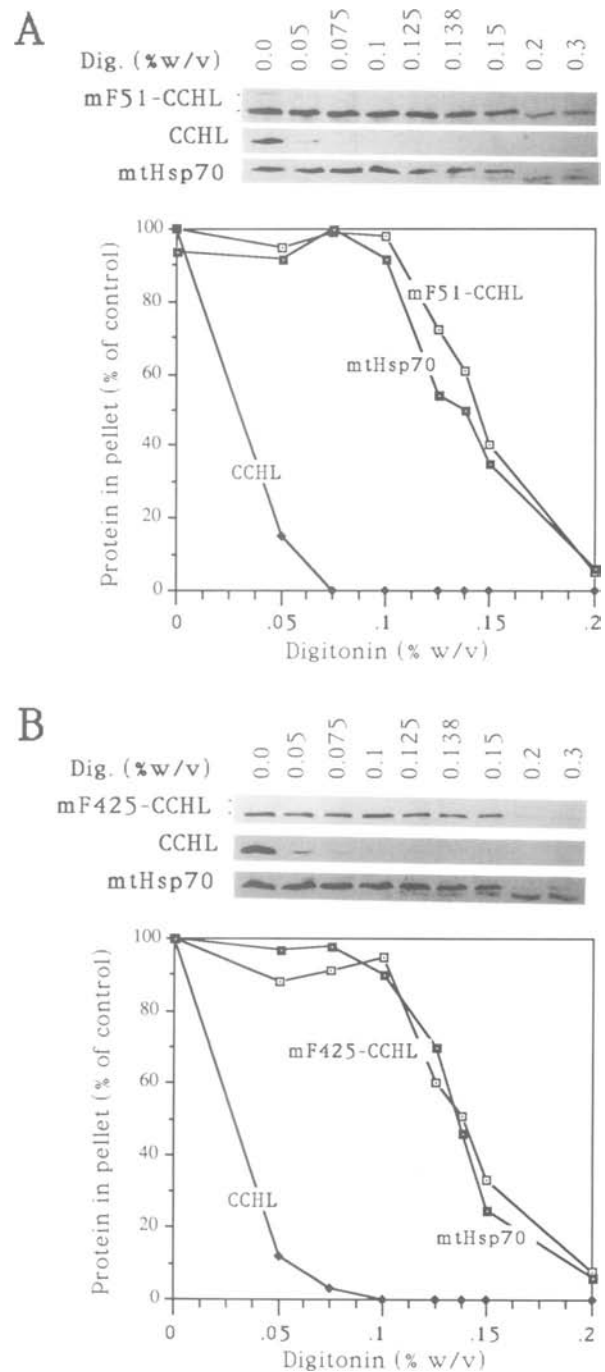 A
Dig. (%w/v)
0.0 0.05 0.075 0.1 0.125 0.138 0.15 0.2 0.3
mF51-CCHL
CCHL
mtHsp70
Protein in pellet (% of control)
100
80
60
40
20
0
mF51-CCHL
mtHsp70
CCHL
0 .05 .1 .15 .2
Digitonin (% w/v)
B
Dig. (%w/v)
0.0 0.05 0.075 0.1 0.125 0.138 0.15 0.2 0.3
mF425-CCHL
CCHL
mtHsp70
Protein in pellet (% of control)
100
80
60
40
20
0
mF425-CCHL
CCHL
mtHsp70
0 .05 .1 .15 .2
Digitonin (% w/v)